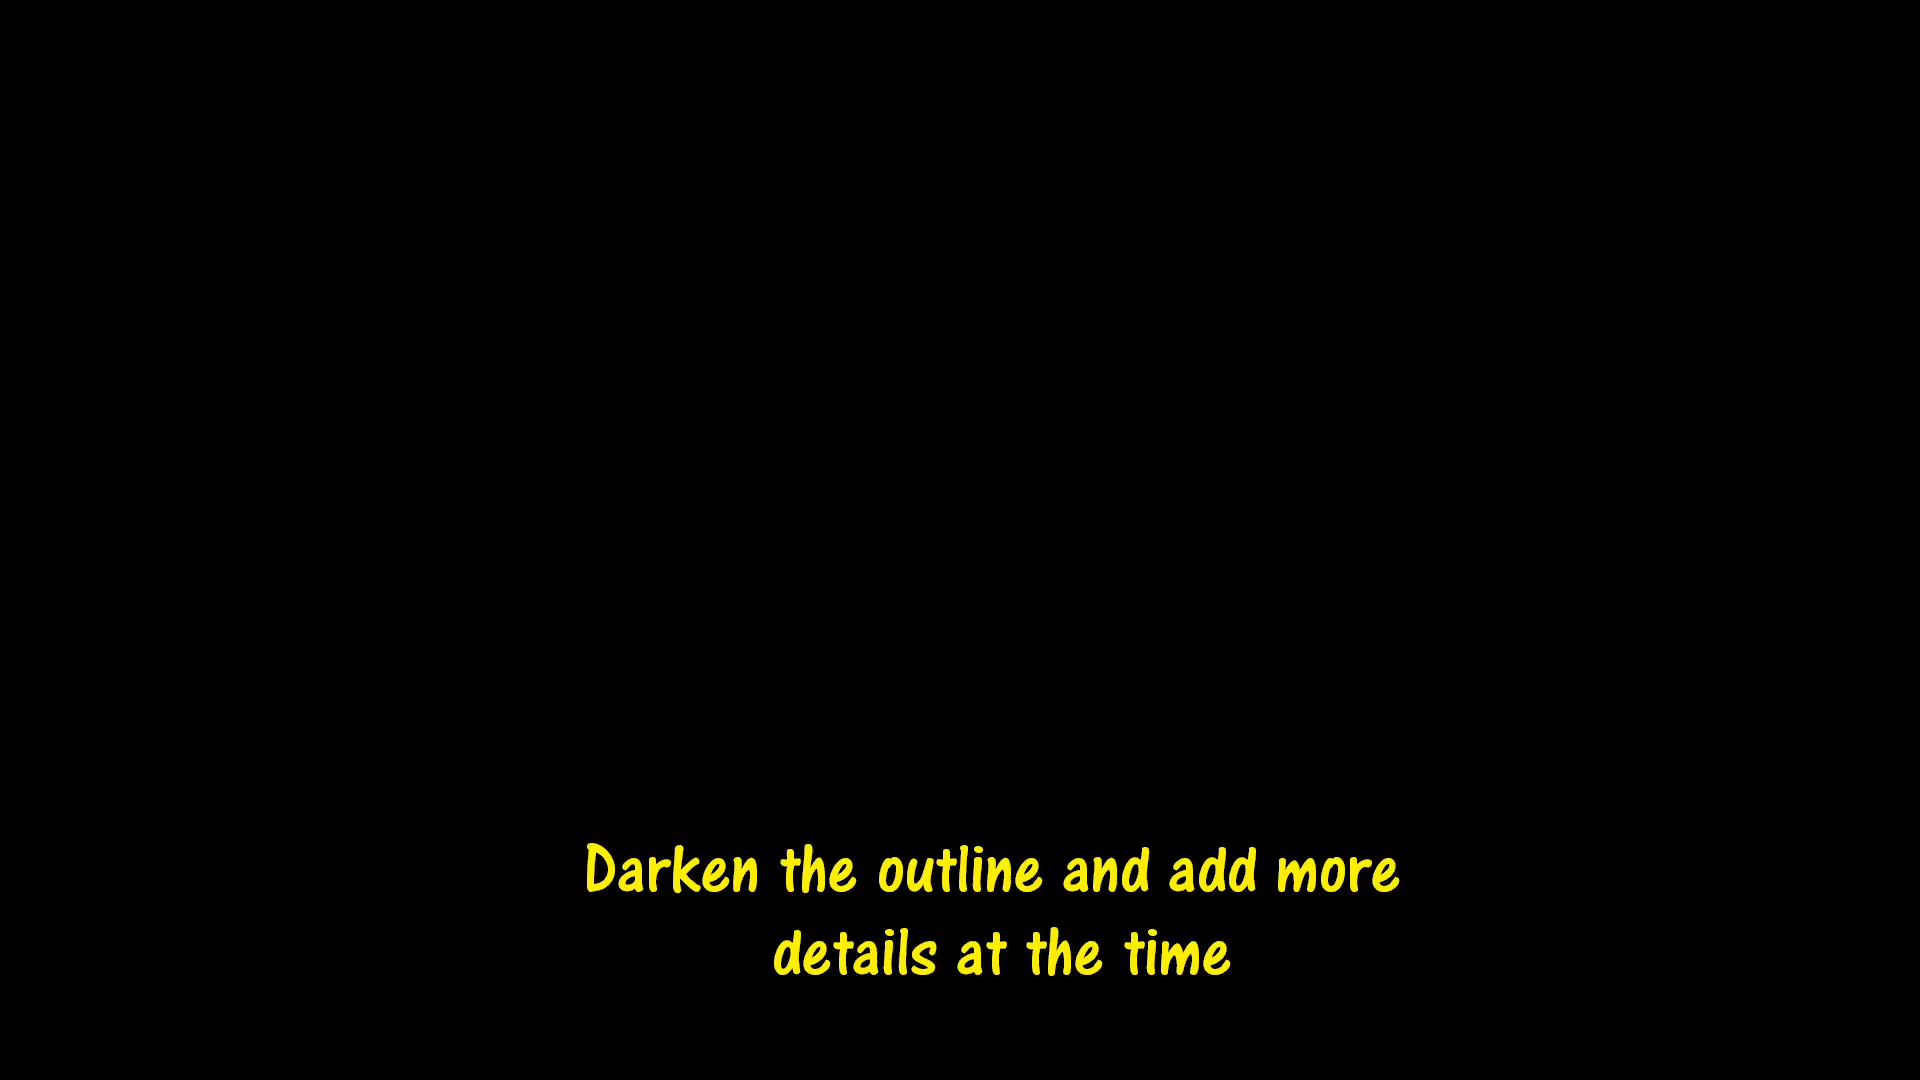 Darken the outline and add more
details at the time